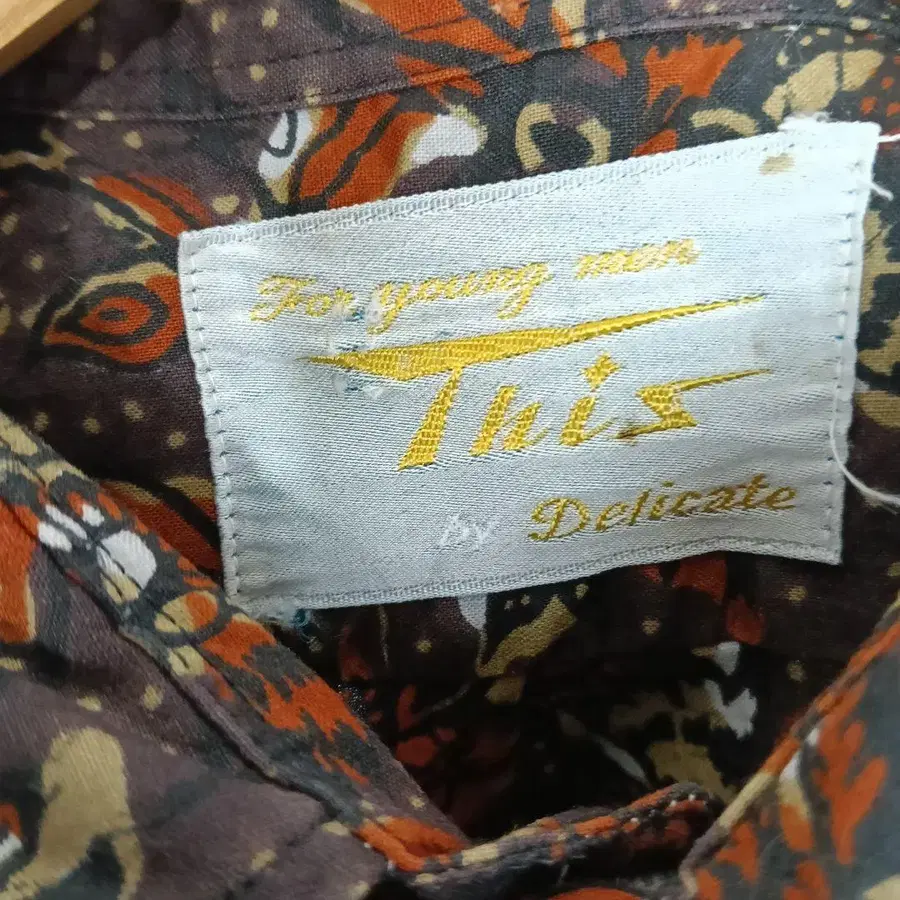 For young men
This
by Delicate